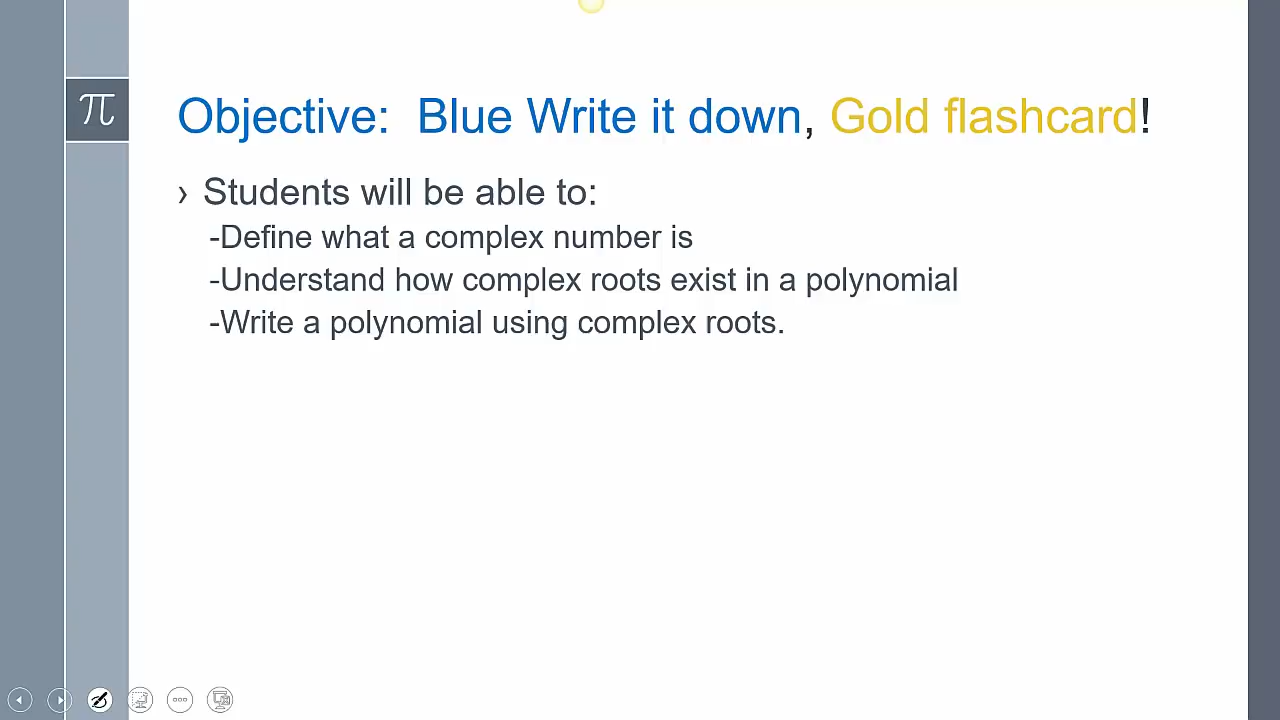 π
Objective:  Blue Write it down, Gold flashcard!
› Students will be able to:
-Define what a complex number is
-Understand how complex roots exist in a polynomial
-Write a polynomial using complex roots.